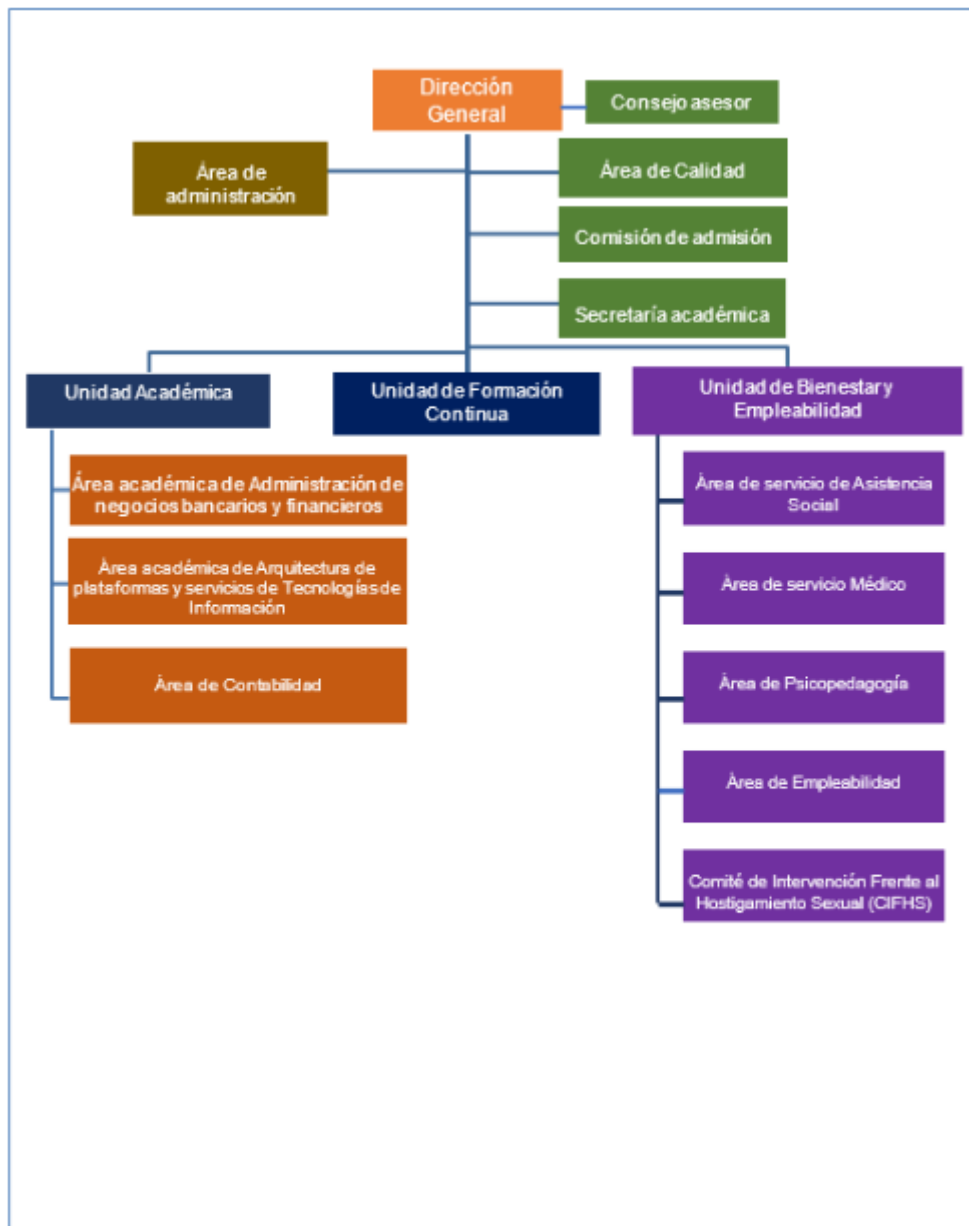 Dirección
General
Consejo asesor
Área de
administración
Área de Calidad
Comisión de admisión
Secretaría académica
Unidad Académica
Unidad de Formación
Continua
Unidad de Bienestar y
Empleabilidad
Área académica de Administración de
negocios bancarios y financieros
Área académica de Arquitectura de
plataformas y servicios de Tecnologías de
Información
Área de Contabilidad
Área de servicio de Asistencia
Social
Área de servicio Médico
Área de Psicopedagogía
Área de Empleabilidad
Comité de Intervención Frente al
Hostigamiento Sexual (CIFHS)